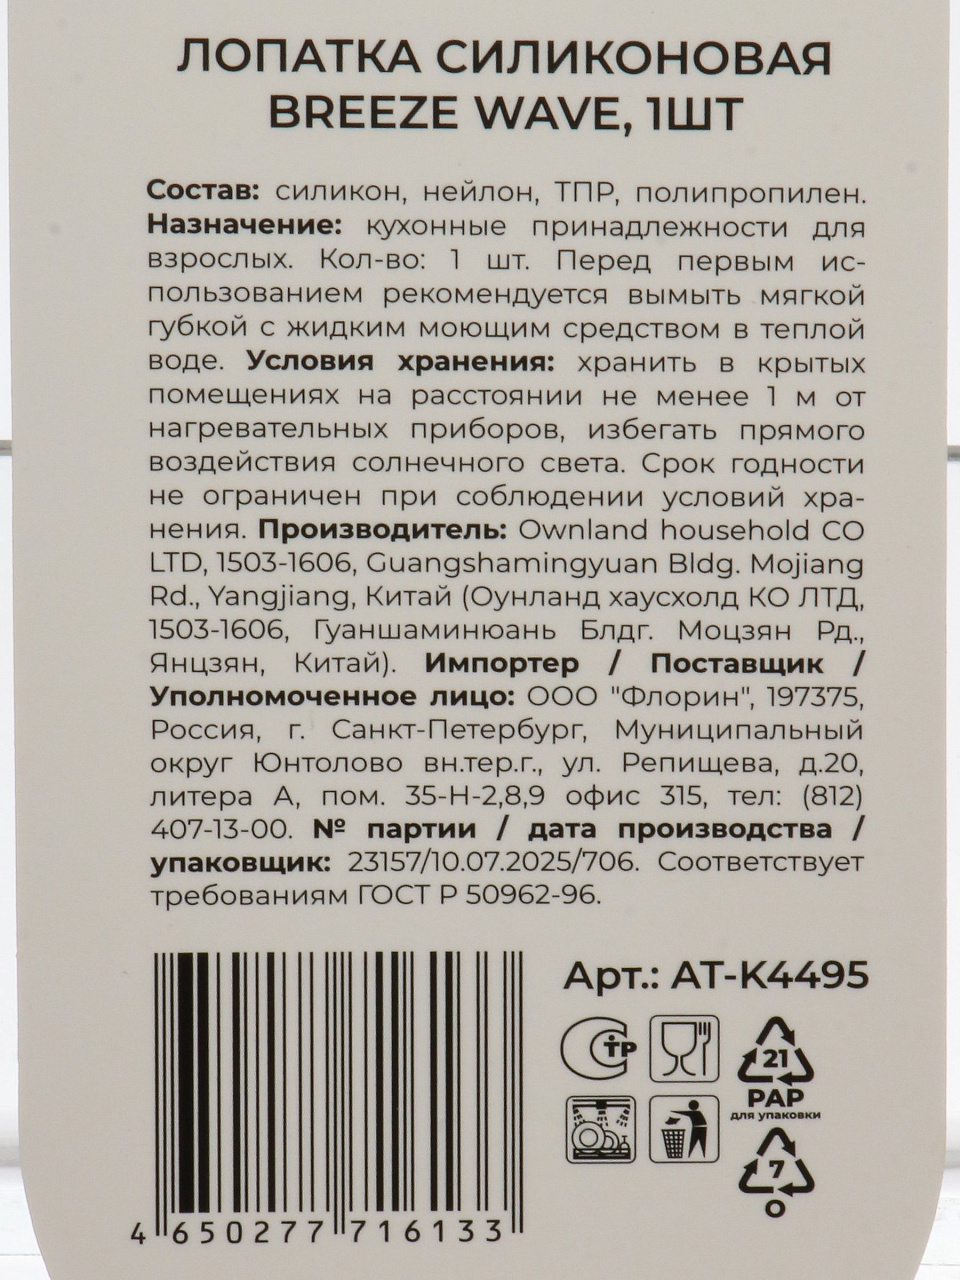 ЛОПАТКА СИЛИКОНОВАЯ
BREEZE WAVE, 1ШТ
Состав: силикон, нейлон, ТПР, полипропилен.
Назначение: кухонные принадлежности для
взрослых. Кол-во: 1 шт. Перед первым ис-
пользованием рекомендуется вымыть мягкой
губкой с жидким моющим средством в теплой
воде. Условия хранения: хранить в крытых
помещениях на расстоянии не менее 1 м от
нагревательных приборов, избегать прямого
воздействия солнечного света. Срок годности
не ограничен при соблюдении условий хра-
нения. Производитель: Ownland household CO
LTD, 1503-1606, Guangshamingyuan Bldg. Mojiang
Rd., Yangjiang, Китай (Оунланд хаусхолд КО ЛТД,
1503-1606, Гуаншаминюань Блдг. Моцзян Рд.,
Янцзян, Китай). Импортер / Поставщик /
Уполномоченное лицо: ООО "Флорин", 197375,
Россия, г. Санкт-Петербург, Муниципальный
округ Юнтолово вн.тер.г., ул. Репищева, д.20,
литера А, пом. 35-Н-2,8,9 офис 315, тел: (812)
407-13-00. № партии / дата производства /
упаковщик: 23157/10.07.2025/706. Соответствует
требованиям ГОСТ Р 50962-96.
Арт.: AT-K4495
СТР
21
PAP
для упаковки
7
O
4 650277 716133